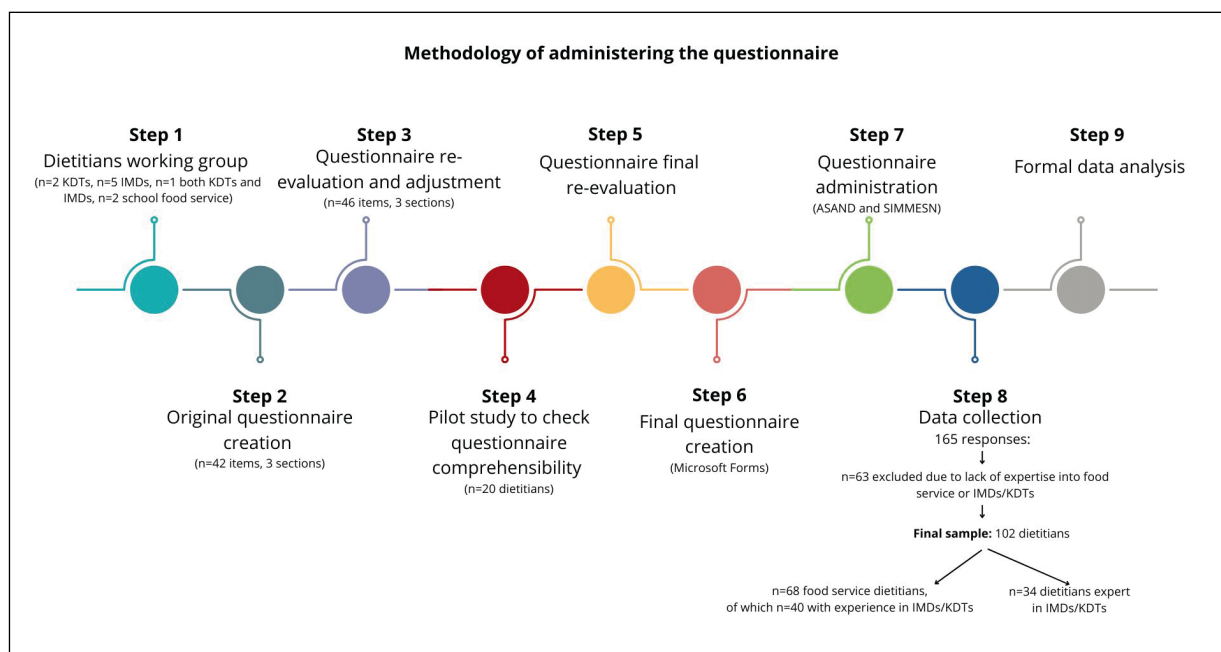 Methodology of administering the questionnaire
Step 1
Dietitians working group
(n=2 KDTs, n=5 IMDs, n=1 both KDTs and
IMDs, n=2 school food service)
Step 2
Original questionnaire
creation
(n=42 items, 3 sections)
Step 3
Questionnaire re-
evaluation and adjustment
(n=46 items, 3 sections)
Step 4
Pilot study to check
questionnaire
comprehensibility
(n=20 dietitians)
Step 5
Questionnaire final
re-evaluation
Step 6
Final questionnaire
creation
(Microsoft Forms)
Step 7
Questionnaire
administration
(ASAND and SIMMESN)
Step 8
Data collection
165 responses:
n=63 excluded due to lack of expertise into food
service or IMDs/KDTs
Final sample: 102 dietitians
n=68 food service dietitians,
of which n=40 with experience in IMDs/KDTs
n=34 dietitians expert
in IMDs/KDTs
Step 9
Formal data analysis